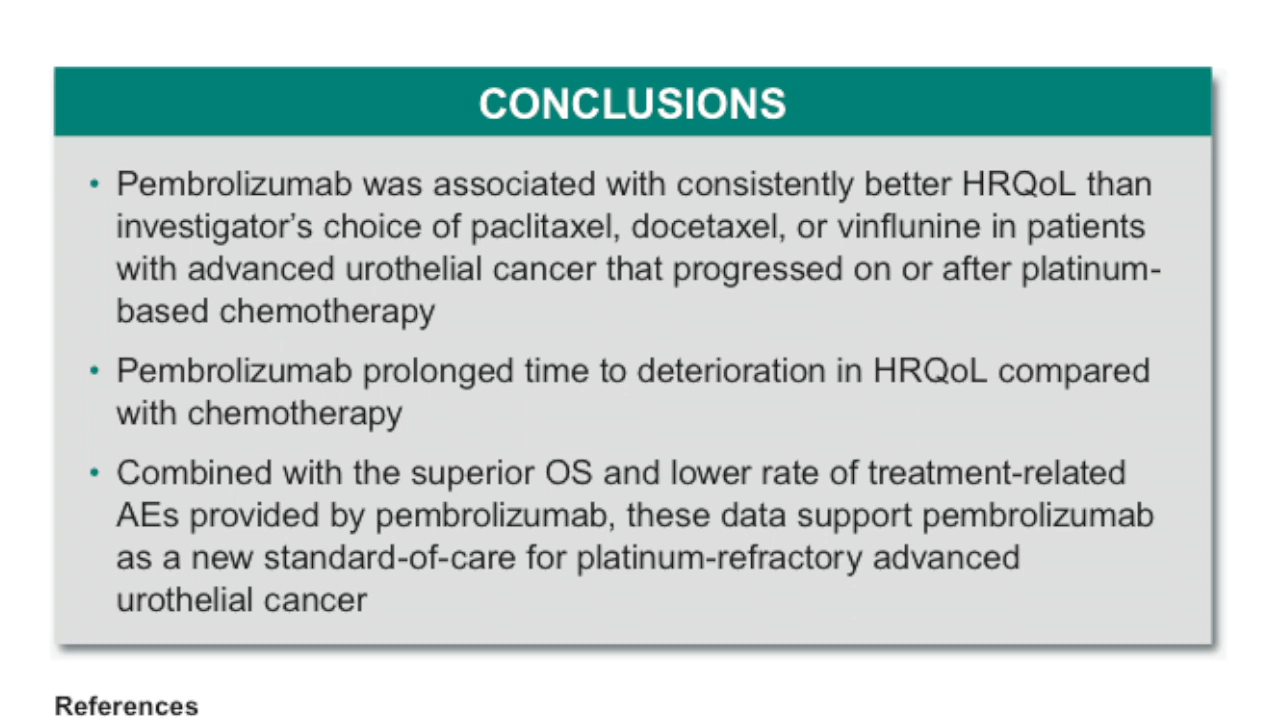 CONCLUSIONS
• Pembrolizumab was associated with consistently better HRQoL than
investigator’s choice of paclitaxel, docetaxel, or vinflunine in patients
with advanced urothelial cancer that progressed on or after platinum-
based chemotherapy
• Pembrolizumab prolonged time to deterioration in HRQoL compared
with chemotherapy
• Combined with the superior OS and lower rate of treatment-related
AEs provided by pembrolizumab, these data support pembrolizumab
as a new standard-of-care for platinum-refractory advanced
urothelial cancer
References